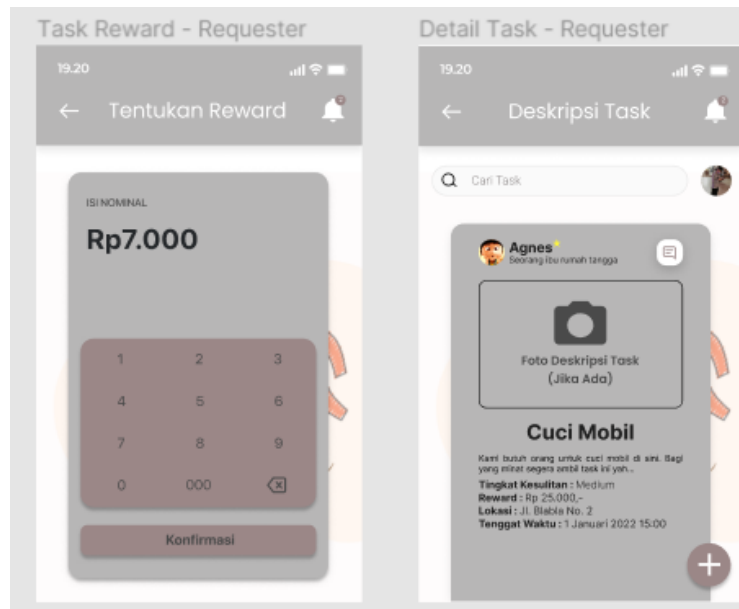 Task Reward - Requester
19.20
Tentukan Reward
ISI NOMINAL
Rp7.000
1 2 3
4 5 6
7 8 9
0 000
Konfirmasi
Detail Task - Requester
19.20
Deskripsi Task
Cari Task
Agnes
Seorang ibu rumah tangga
Foto Deskripsi Task
(Jika Ada)
Cuci Mobil
Kami butuh orang untuk cuci mobil di sini. Bagi
yang minat segera ambil task ini yah...
Tingkat Kesulitan : Medium
Reward : Rp 25.000,-
Lokasi : Jl. Blabla No. 2
Tenggat Waktu : 1 Januari 2022 15:00